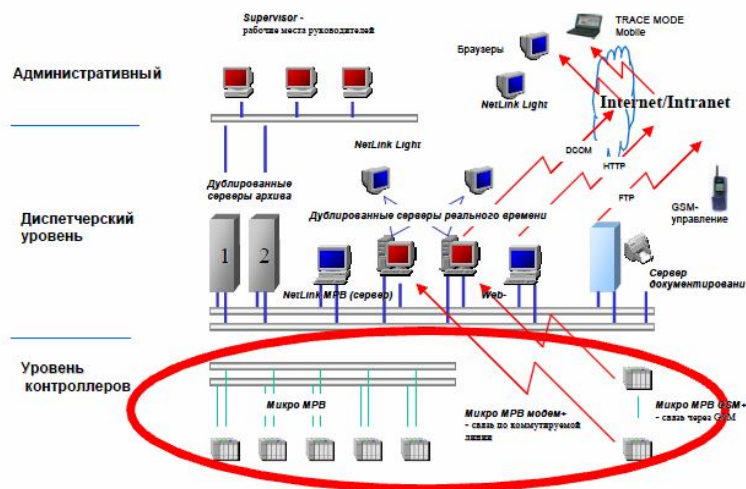 Supervisor -
рабочие места руководителей
TRACE MODE
Mobile
Браузеры
Административный
NetLink Light
Internet/Intranet
NetLink Light
DCOM
HTTP
FTP
Дублированные
серверы архива
GSM-
управление
Диспетчерский
уровень
Дублированные серверы реального времени
1
2
Сервер
документировани
NetLink МРВ (сервер)
Web-
Уровень
контроллеров
Микро МРВ
Микро МРВ модем+
- связь по коммутируемой
линии
Микро МРВ GSM+
- связь через GSM